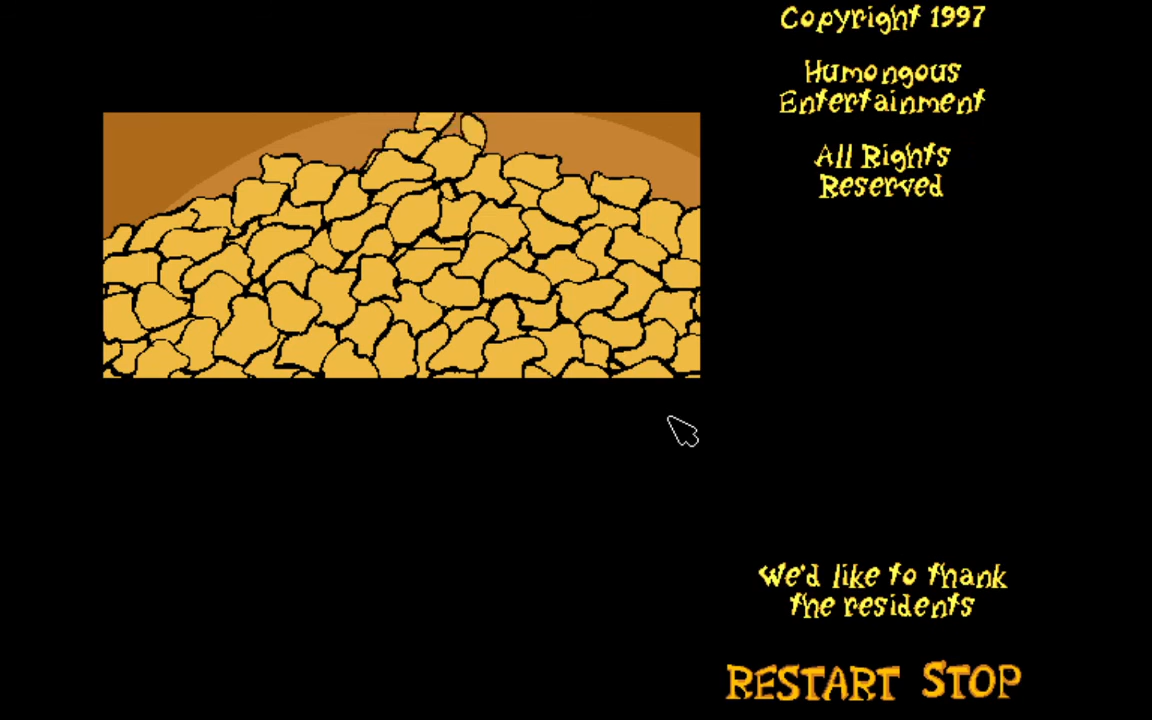 Copyright 1997
Humongous
Entertainment
All Rights
Reserved
We'd like to thank
the residents
RESTART STOP